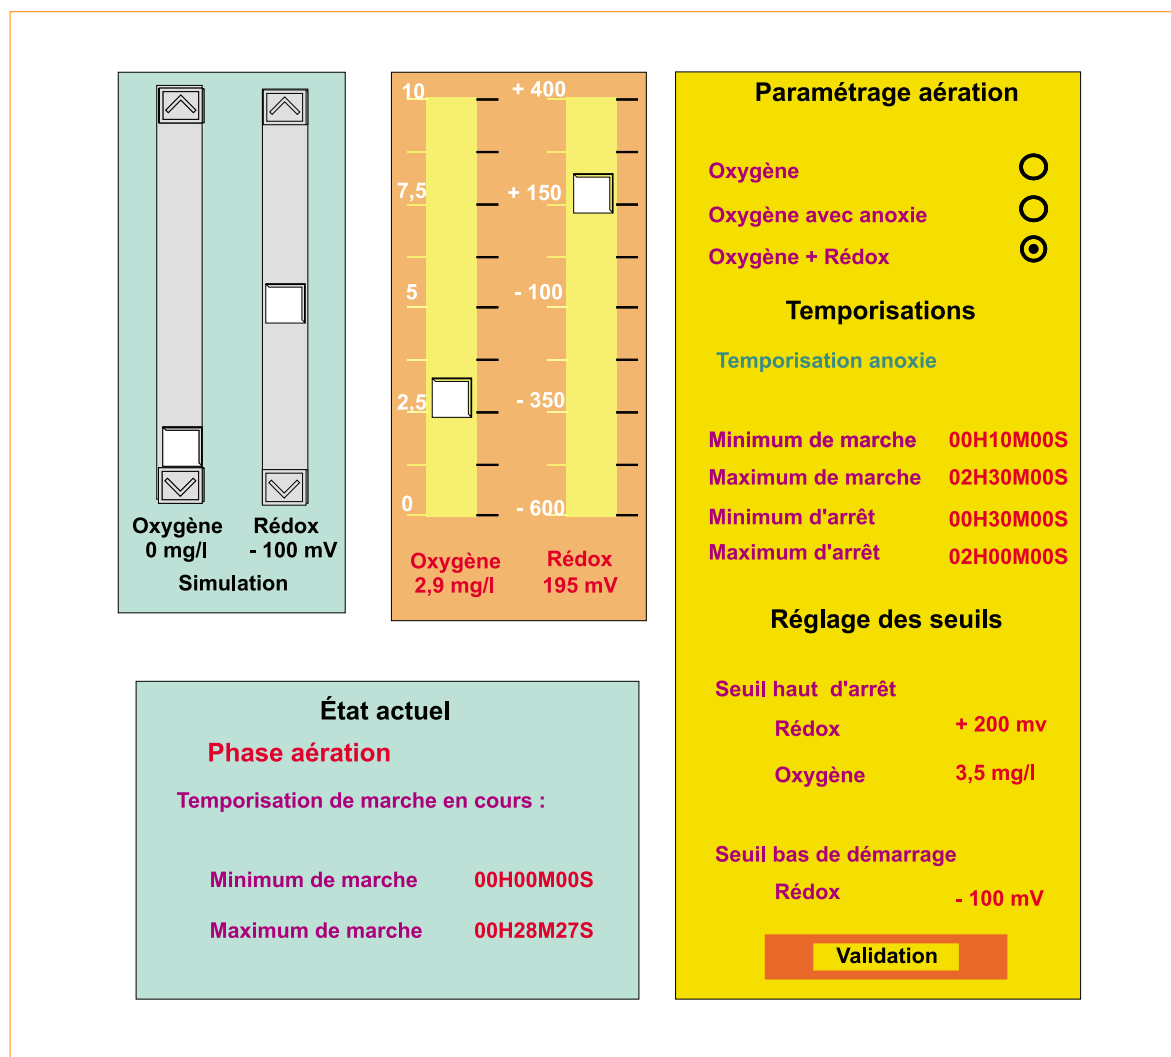 Oxygène
0 mg/l
Rédox
- 100 mV
Simulation
10
7,5
5
2,5
0
+ 400
+ 150
- 100
- 350
- 600
Oxygène
2,9 mg/l
Rédox
195 mV
Paramétrage aération
Oxygène
Oxygène avec anoxie
Oxygène + Rédox
Temporisations
Temporisation anoxie
Minimum de marche 00H10M00S
Maximum de marche 02H30M00S
Minimum d'arrêt 00H30M00S
Maximum d'arrêt 02H00M00S
Réglage des seuils
Seuil haut d'arrêt
Rédox + 200 mv
Oxygène 3,5 mg/l
Seuil bas de démarrage
Rédox - 100 mV
Validation
État actuel
Phase aération
Temporisation de marche en cours :
Minimum de marche 00H00M00S
Maximum de marche 00H28M27S